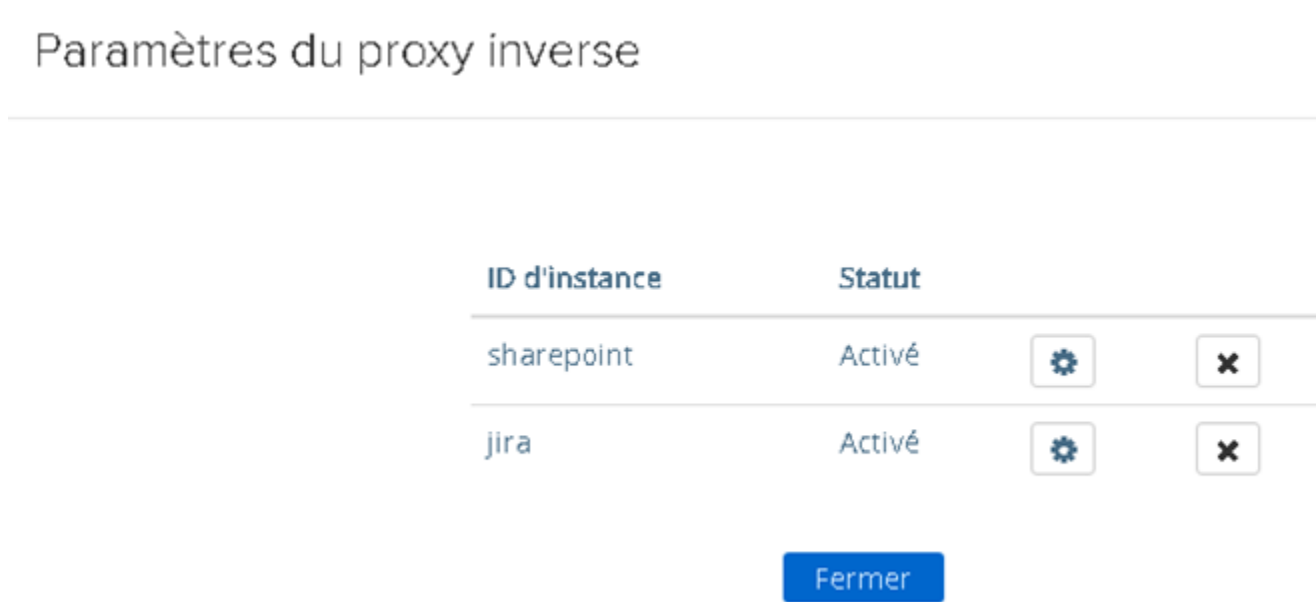 Paramètres du proxy inverse
ID d'instance Statut
sharepoint Activé
jira Activé
Fermer